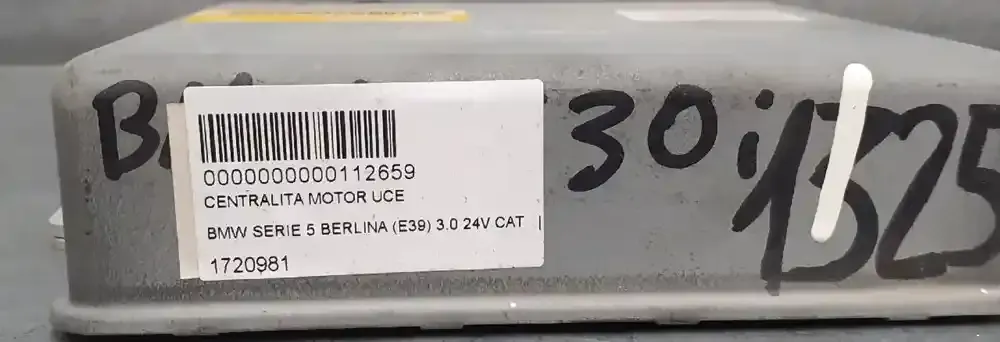 30i
1325
0000000000112659
CENTRALITA MOTOR UCE
BMW SERIE 5 BERLINA (E39) 3.0 24V CAT
1720981